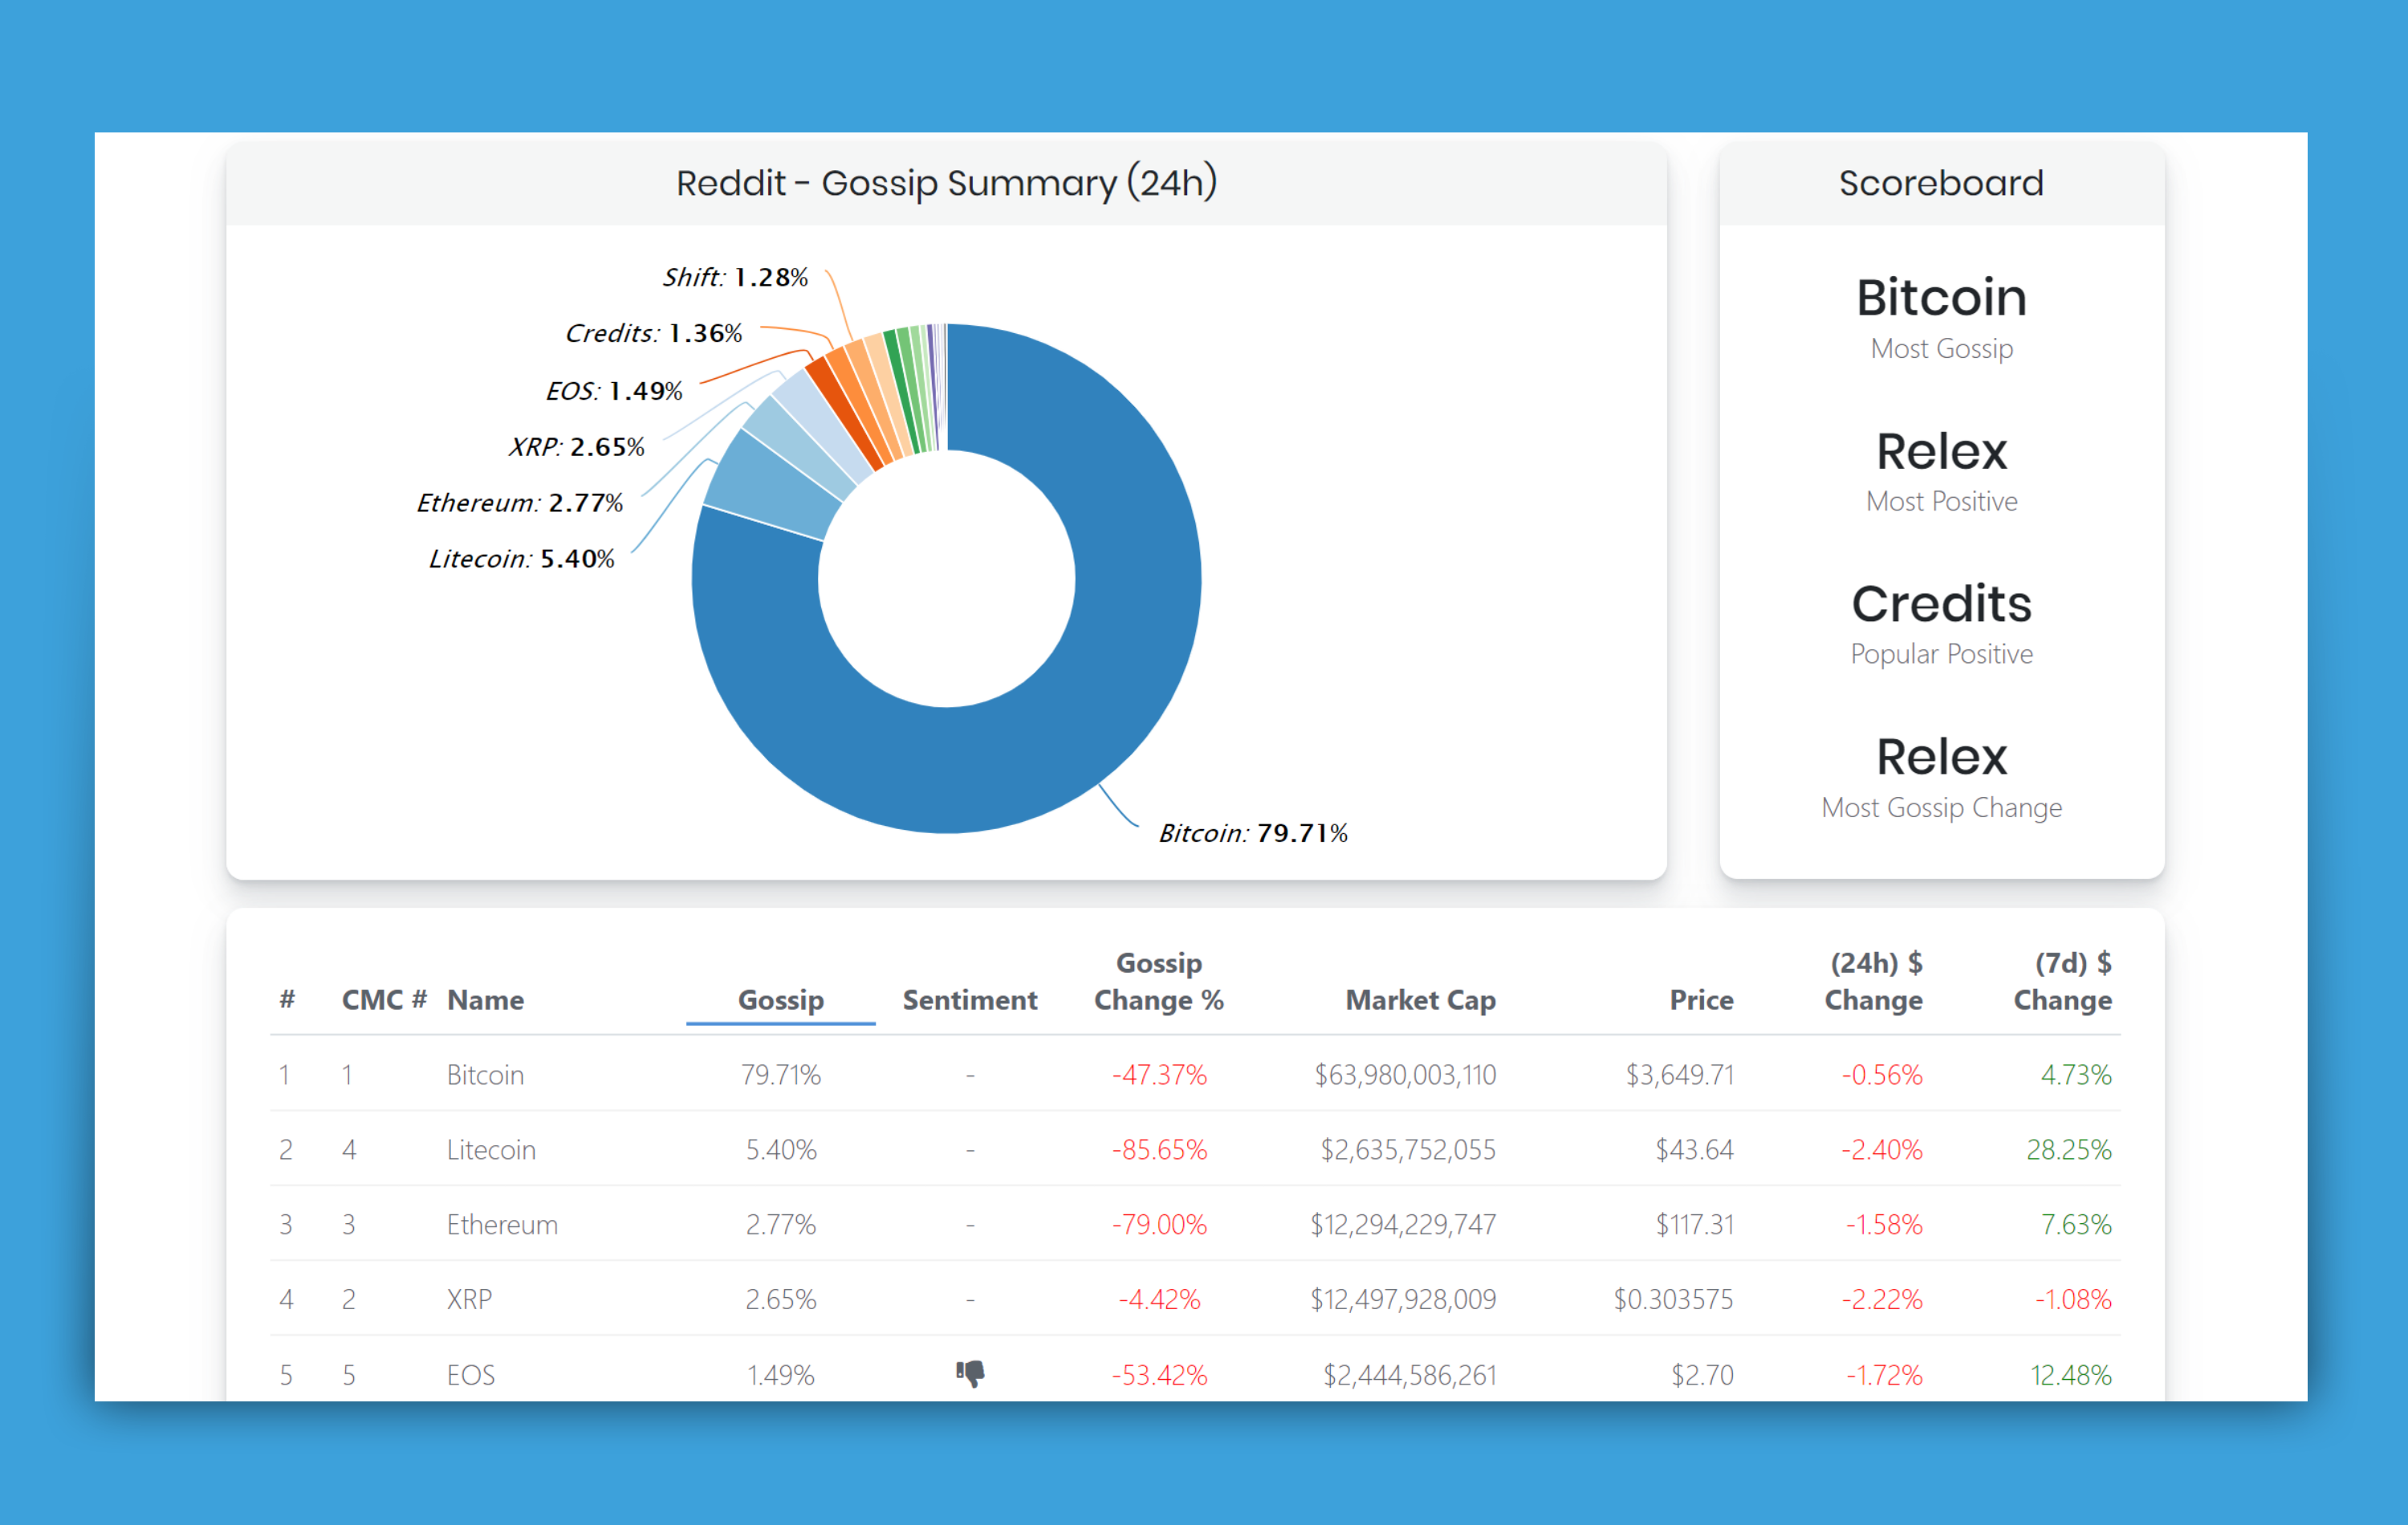 Reddit - Gossip Summary (24h)
Shift: 1.28%
Credits: 1.36%
EOS: 1.49%
XRP: 2.65%
Ethereum: 2.77%
Litecoin: 5.40%
Bitcoin: 79.71%
Scoreboard
Bitcoin
Most Gossip
Relex
Most Positive
Credits
Popular Positive
Relex
Most Gossip Change
# CMC # Name Gossip Sentiment Gossip Change % Market Cap Price (24h) $ Change (7d) $ Change
1 1 Bitcoin 79.71% - -47.37% $63,980,003,110 $3,649.71 -0.56% 4.73%
2 4 Litecoin 5.40% - -85.65% $2,635,752,055 $43.64 -2.40% 28.25%
3 3 Ethereum 2.77% - -79.00% $12,294,229,747 $117.31 -1.58% 7.63%
4 2 XRP 2.65% - -4.42% $12,497,928,009 $0.303575 -2.22% -1.08%
5 5 EOS 1.49% -53.42% $2,444,586,261 $2.70 -1.72% 12.48%